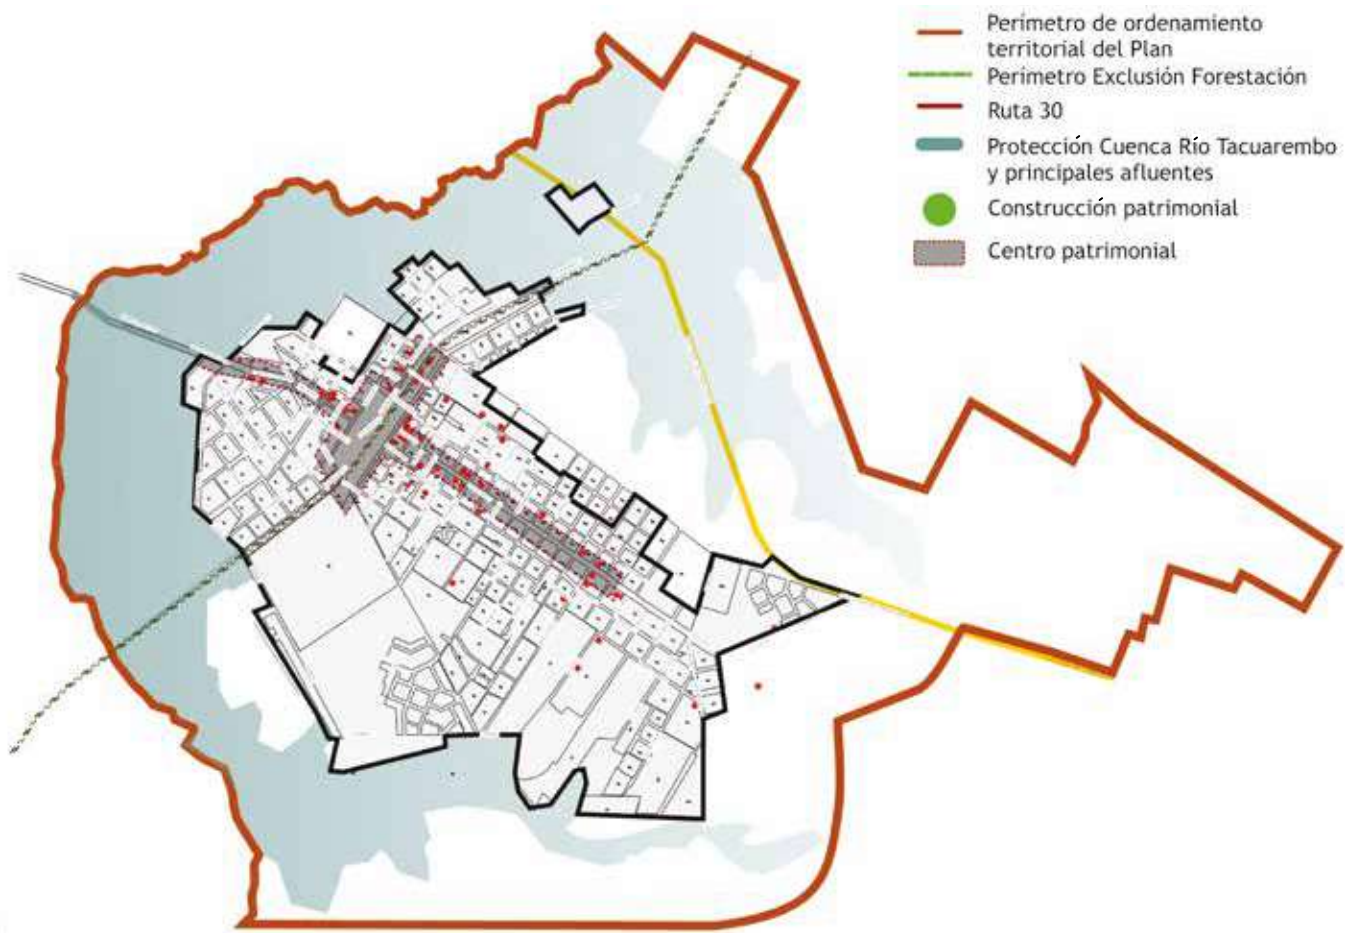 Perímetro de ordenamiento
territorial del Plan
Perimetro Exclusión Forestación
Ruta 30
Protección Cuenca Río Tacuarembo
y principales afluentes
Construcción patrimonial
Centro patrimonial